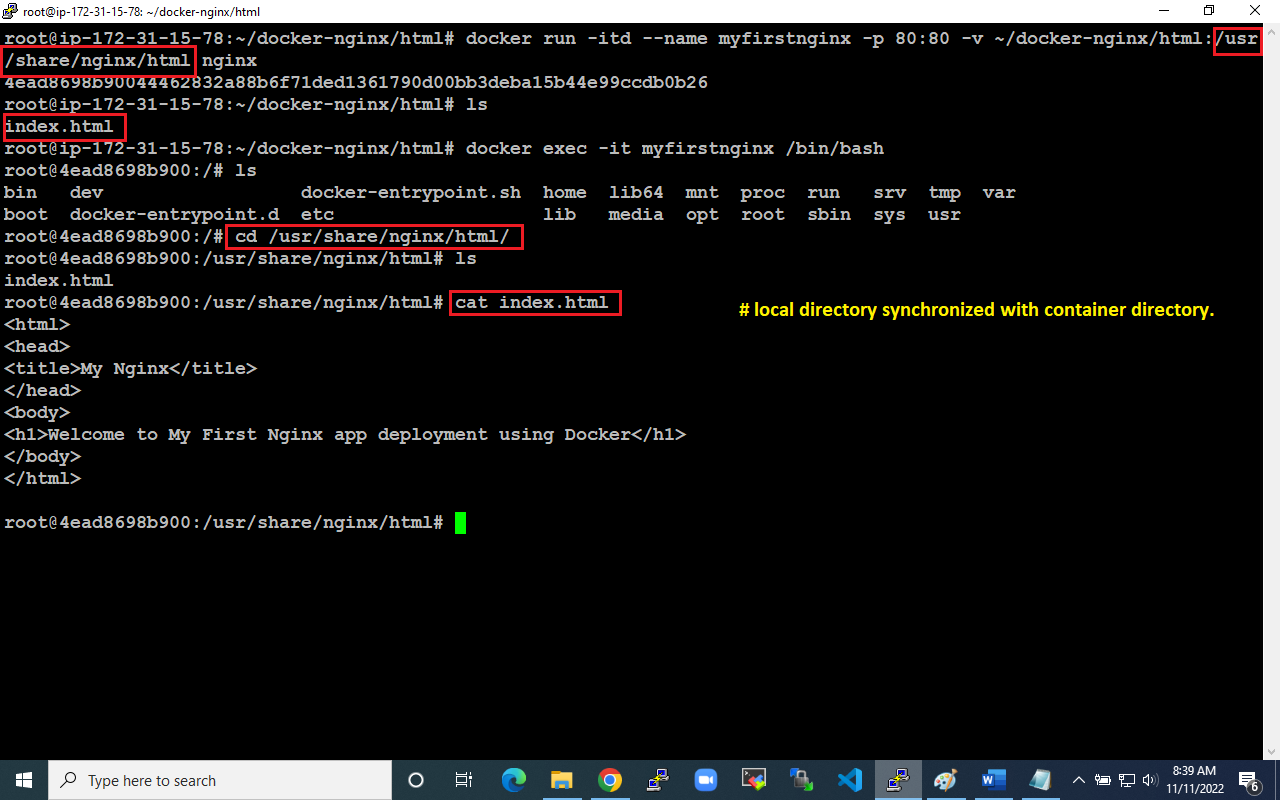 root@ip-172-31-15-78: ~/docker-nginx/html
root@ip-172-31-15-78:~/docker-nginx/html# docker run -itd --name myfirstnginx -p 80:80 -v ~/docker-nginx/html:/usr
/share/nginx/html nginx
4ead8698b90044462832a88b6f71ded1361790d00bb3deba15b44e99ccdb0b26
root@ip-172-31-15-78:~/docker-nginx/html# ls
index.html
root@ip-172-31-15-78:~/docker-nginx/html# docker exec -it myfirstnginx /bin/bash
root@4ead8698b900:/# ls
bin   dev                  docker-entrypoint.sh  home  lib64  mnt  proc  run   srv  tmp  var
boot  docker-entrypoint.d  etc                   lib   media  opt  root  sbin  sys  usr
root@4ead8698b900:/# cd /usr/share/nginx/html/
root@4ead8698b900:/usr/share/nginx/html# ls
index.html
root@4ead8698b900:/usr/share/nginx/html# cat index.html
# local directory synchronized with container directory.
<html>
<head>
<title>My Nginx</title>
</head>
<body>
<h1>Welcome to My First Nginx app deployment using Docker</h1>
</body>
</html>
root@4ead8698b900:/usr/share/nginx/html#
Type here to search
8:39 AM
11/11/2022
6